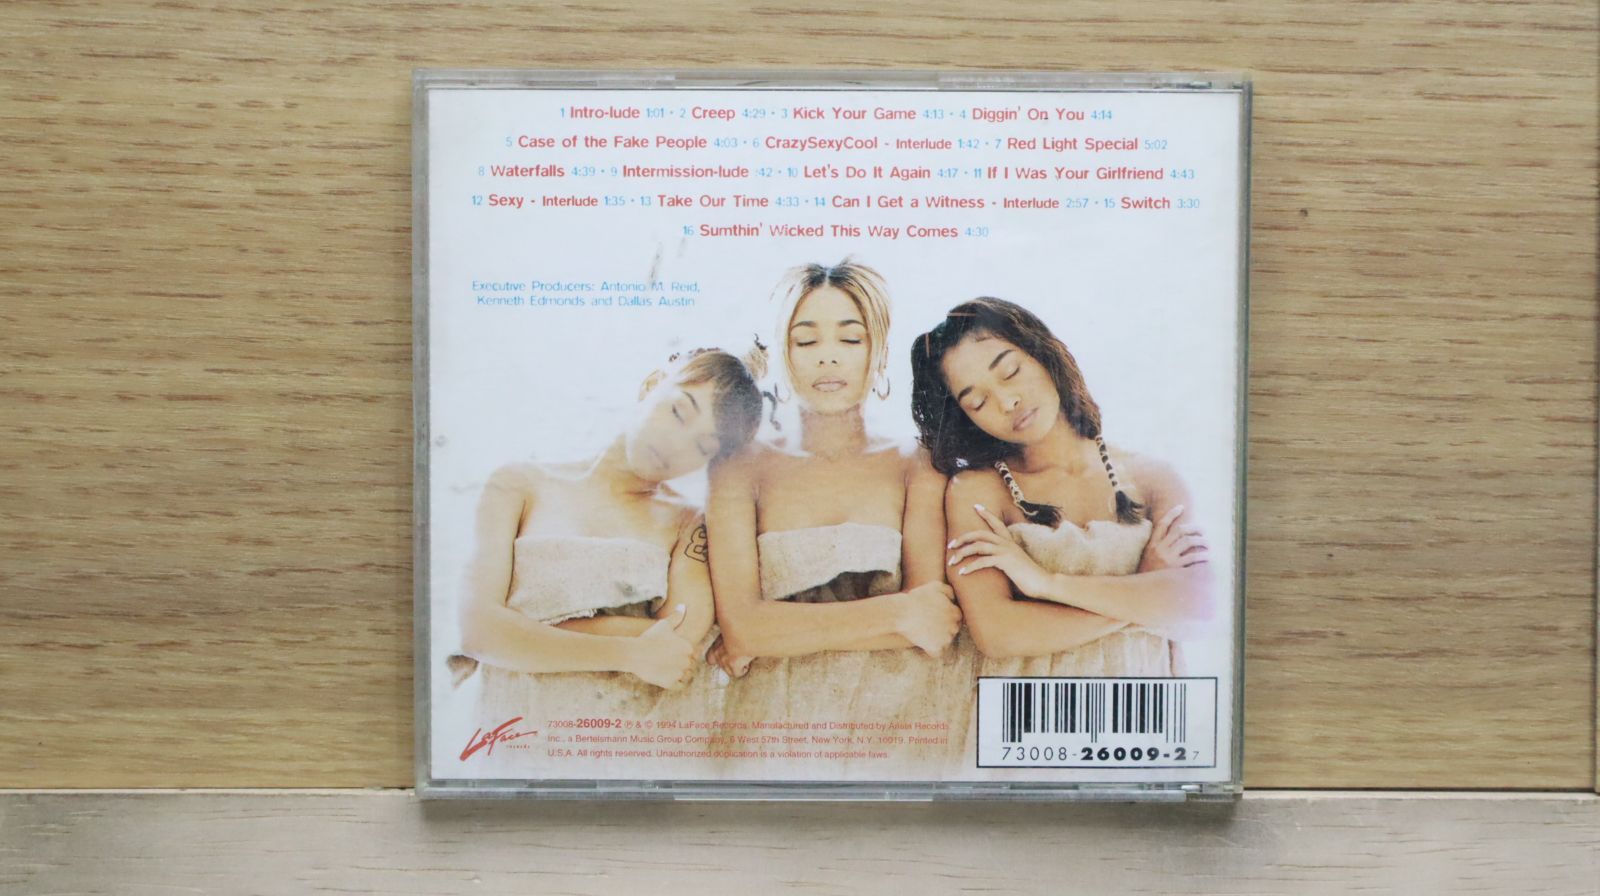 1 Intro-lude 1:01 • 2 Creep 4:29 • 3 Kick Your Game 4:13 • 4 Diggin' On You 4:14
5 Case of the Fake People 4:03 • 6 CrazySexyCool - Interlude 1:42 • 7 Red Light Special 5:02
8 Waterfalls 4:39 • 9 Intermission-lude :42 • 10 Let's Do It Again 4:17 • 11 If I Was Your Girlfriend 4:43
12 Sexy - Interlude 1:35 • 13 Take Our Time 4:33 • 14 Can I Get a Witness - Interlude 2:57 • 15 Switch 3:30
16 Sumthin' Wicked This Way Comes 4:30
Executive Producers: Antonio M. Reid,
Kenneth Edmonds and Dallas Austin
8
LaFace
records
73008-26009-2 ℗ & © 1994 LaFace Records. Manufactured and Distributed by Arista Records
Inc., a Bertelsmann Music Group Company, 6 West 57th Street, New York, N.Y. 10019. Printed in
U.S.A. All rights reserved. Unauthorized duplication is a violation of applicable laws.
73008-26009-2 7